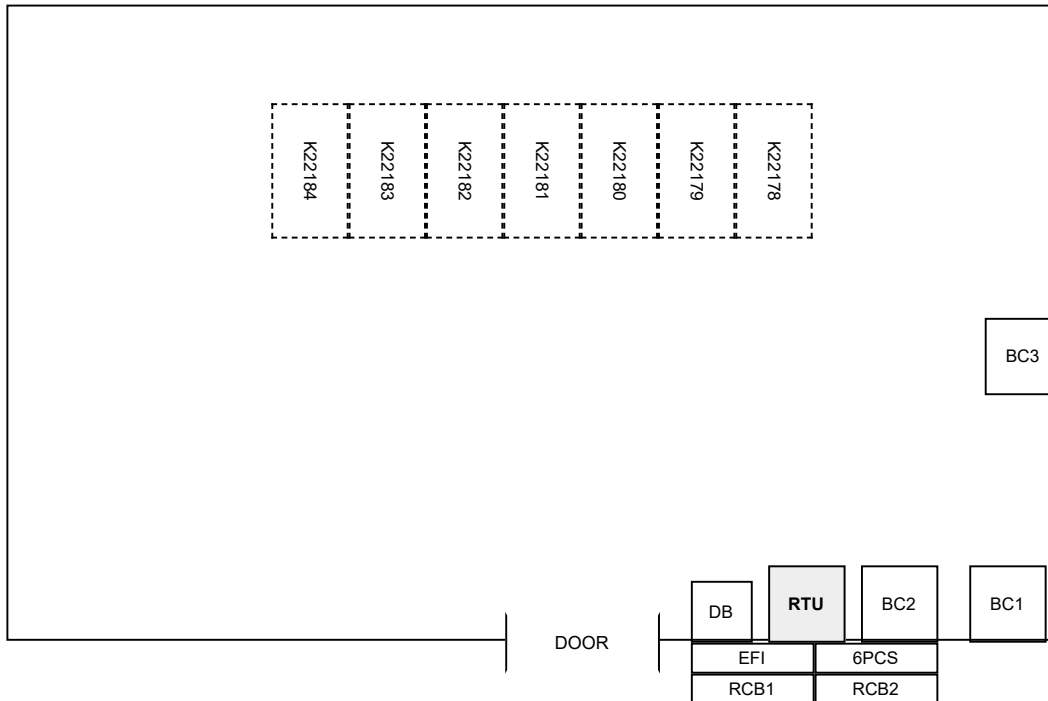 K22184 K22183 K22182 K22181 K22180 K22179 K22178
BC3
DB RTU BC2 BC1
DOOR
EFI 6PCS
RCB1 RCB2